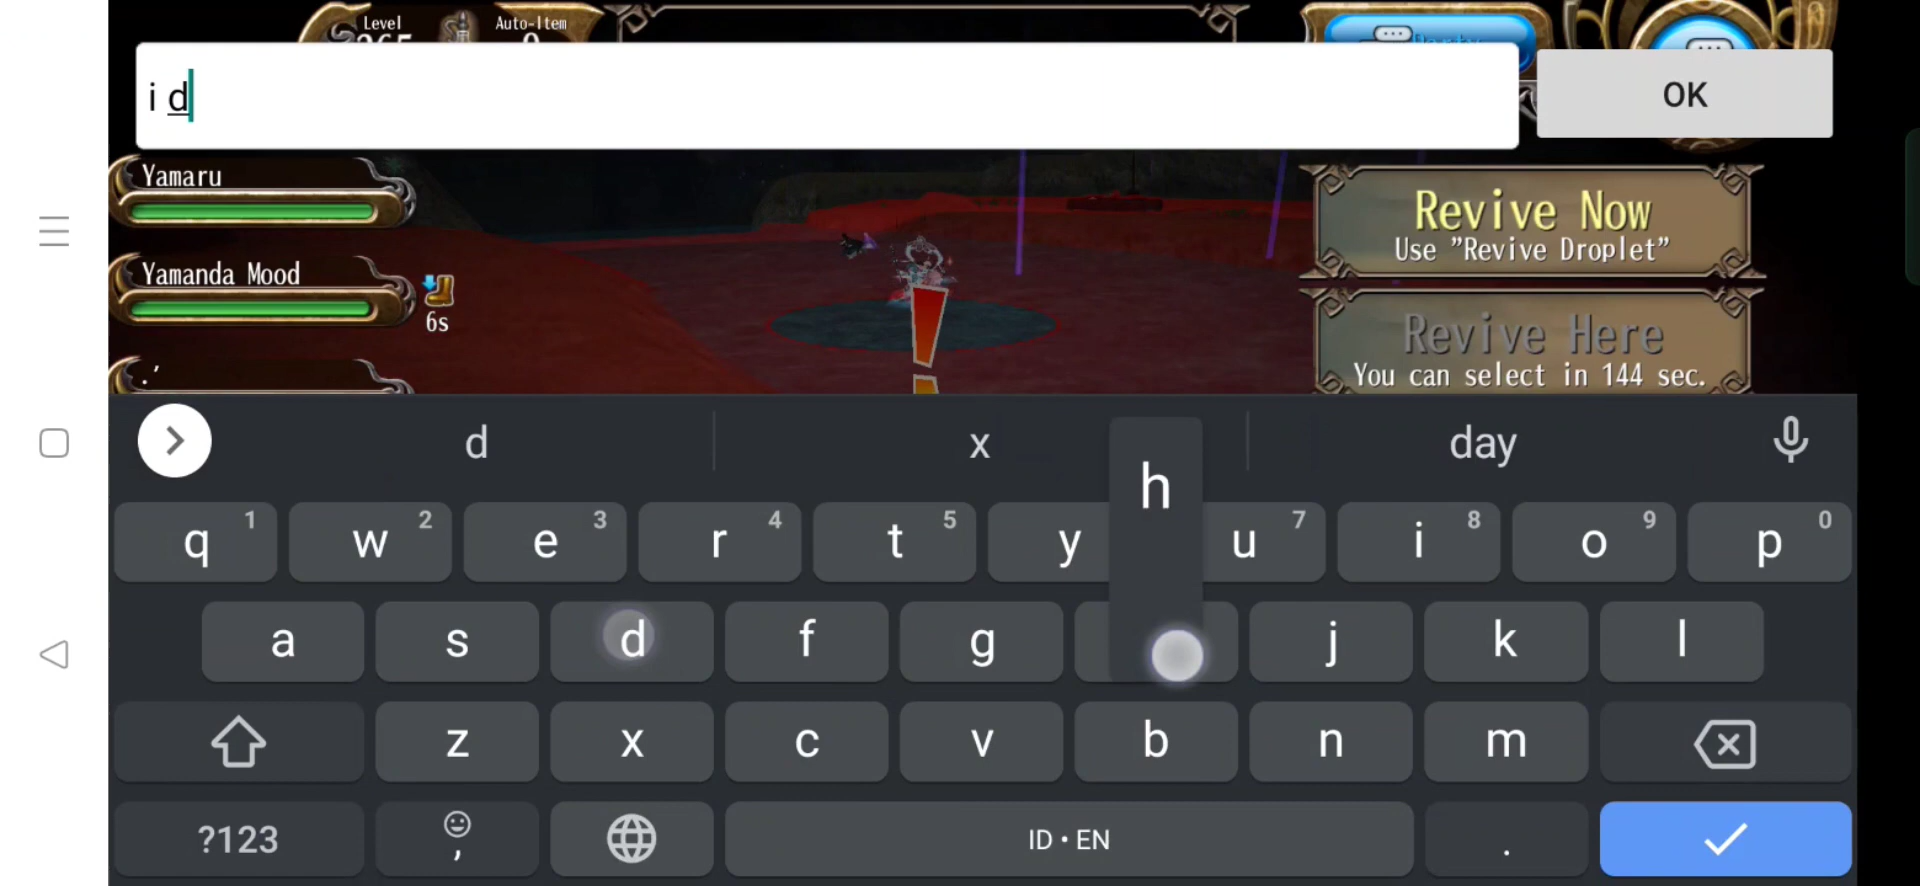 Level
Auto-Item
i d
OK
Yamaru
Yamanda Mood
6s
.'
Revive Now
Use "Revive Droplet"
Revive Here
You can select in 144 sec.
d x day
h
q 1 w 2 e 3 r 4 t 5 y u 7 i 8 o 9 p 0
a s d f g j k l
z x c v b n m
?123 , ID • EN .